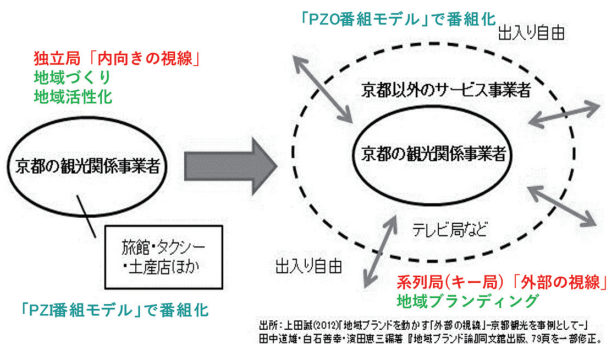 「PZO番組モデル」で番組化
出入り自由
独立局「内向きの視線」
地域づくり
地域活性化
京都以外のサービス事業者
京都の観光関係事業者
京都の観光関係事業者
旅館・タクシー
・土産店ほか
テレビ局など
出入り自由
「PZI番組モデル」で番組化
系列局(キー局)「外部の視線」
地域ブランディング
出所：上田誠(2012)「地域ブランドを動かす「外部の視線」-京都観光を事例として-」
田中道雄・白石善幸・濵田恵三編著『地域ブランド論』同文館出版、79頁を一部修正。